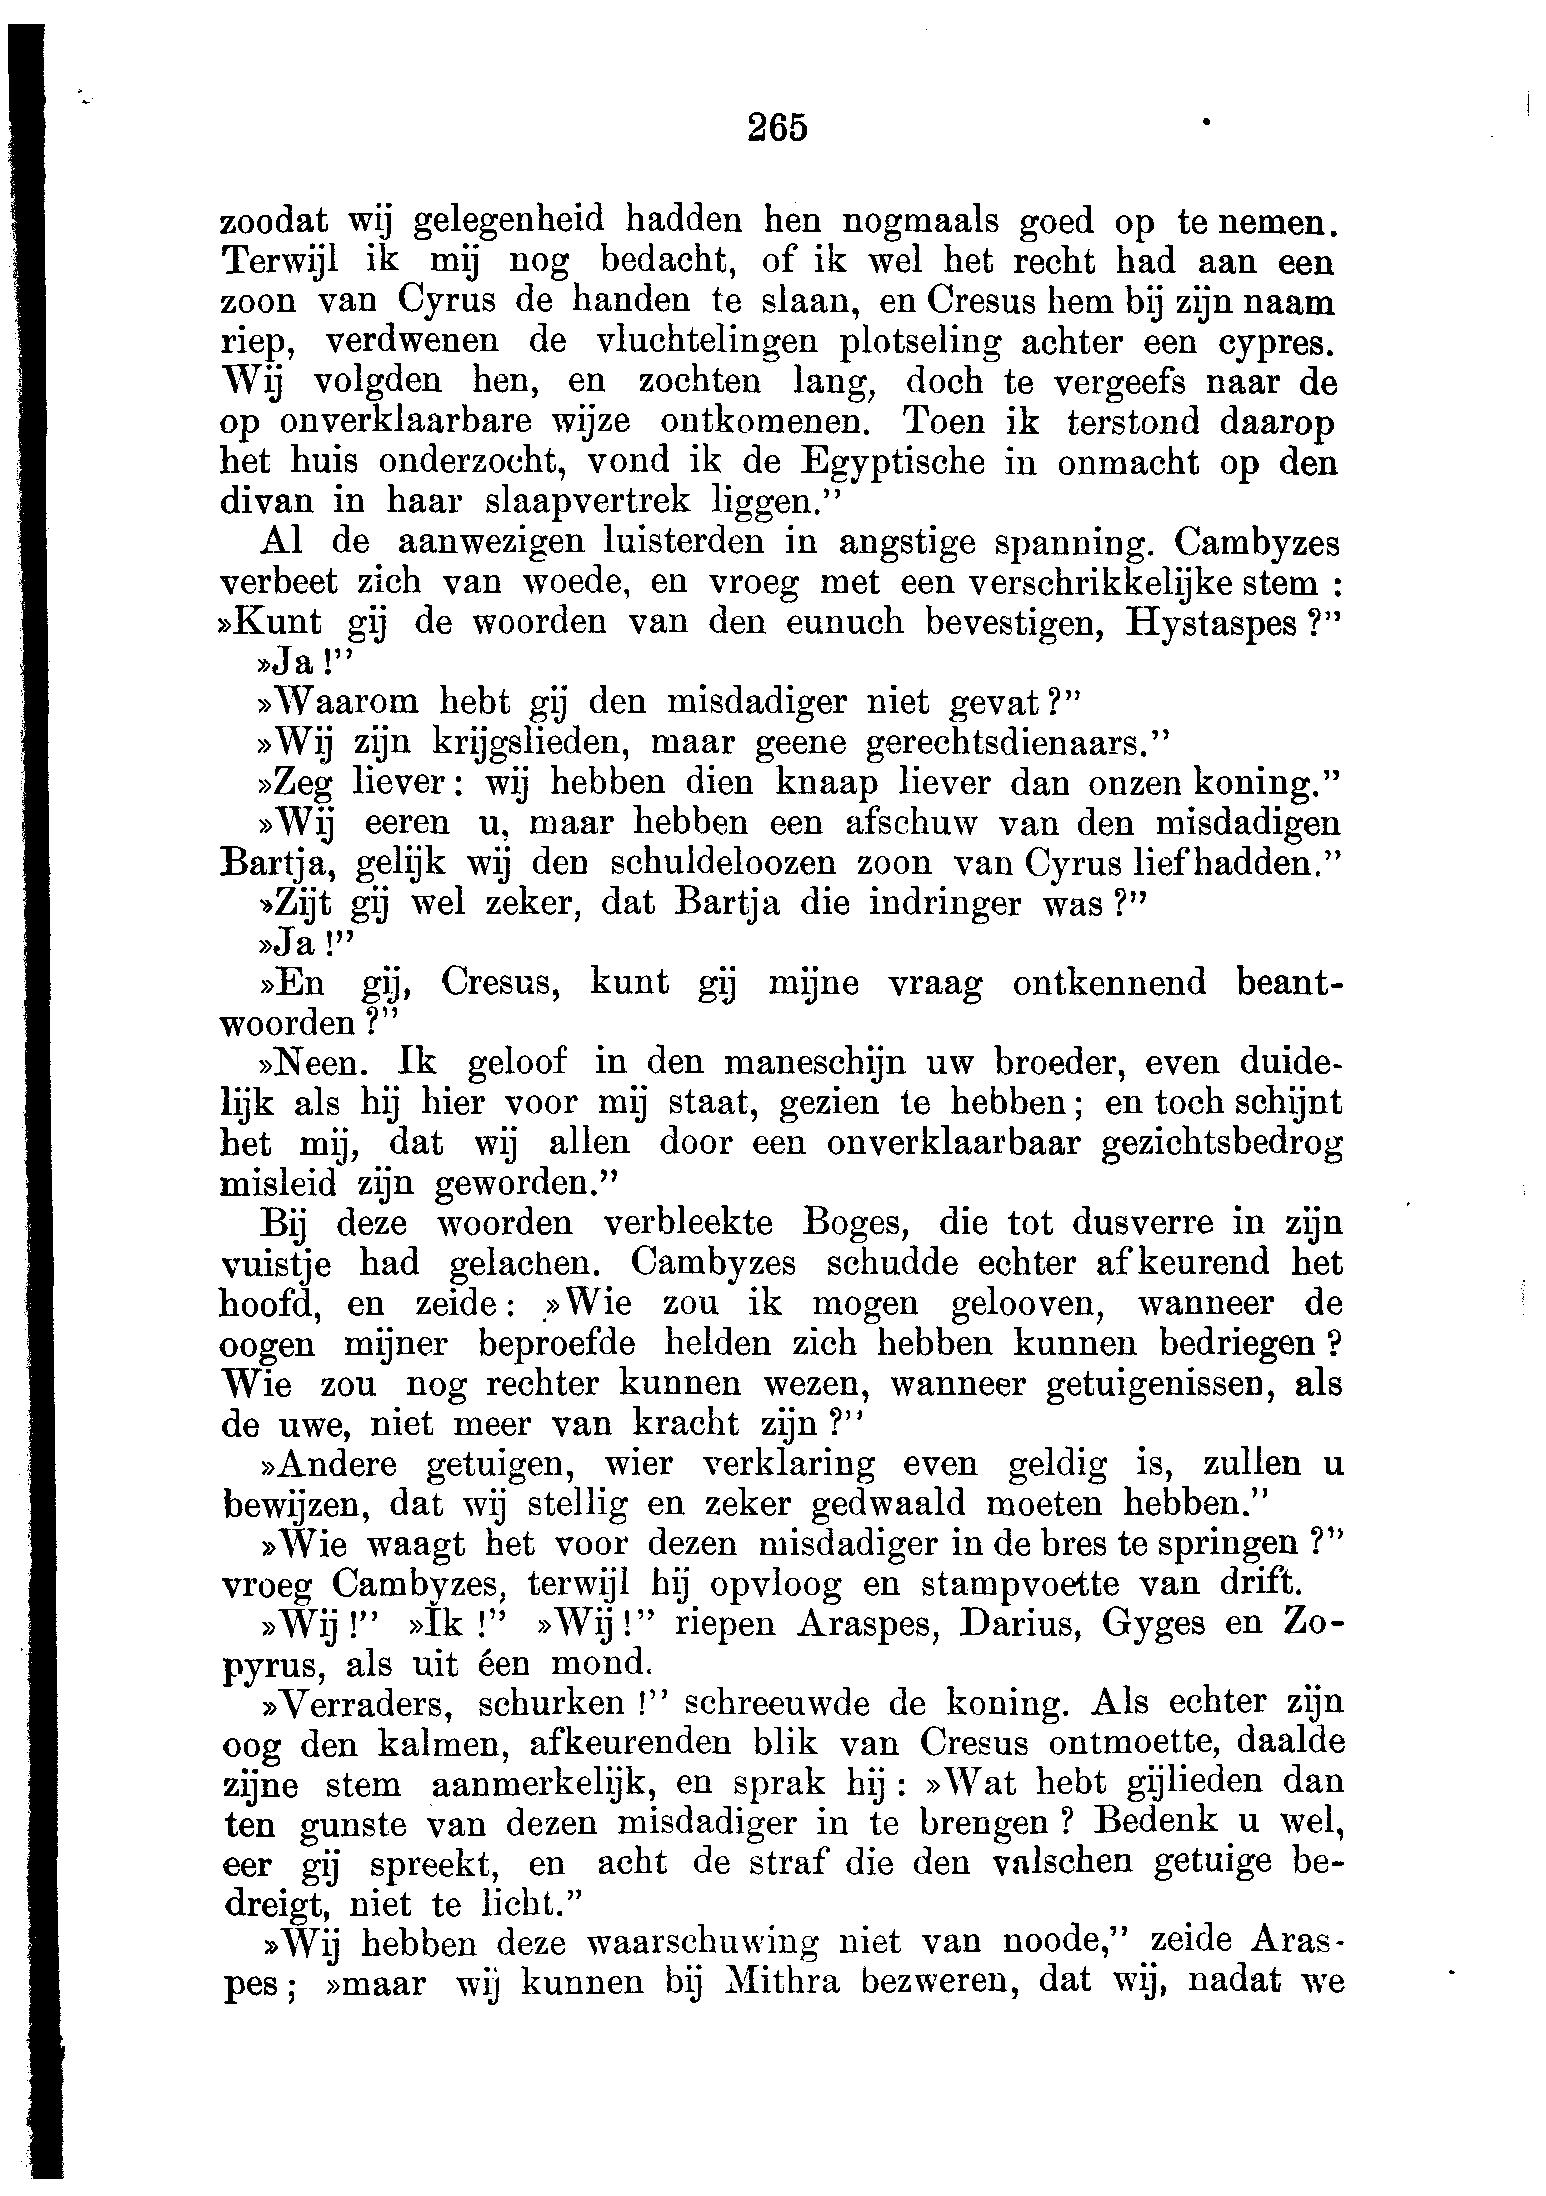 265
zoodat wij gelegenheid hadden hen nogmaals goed op te nemen.
Terwijl ik mij nog bedacht, of ik wel het recht had aan een
zoon van Cyrus de handen te slaan, en Cresus hem bij zijn naam
riep, verdwenen de vluchtelingen plotseling achter een cypres.
Wij volgden hen, en zochten lang, doch te vergeefs naar de
op onverklaarbare wijze ontkomenen. Toen ik terstond daarop
het huis onderzocht, vond ik de Egyptische in onmacht op den
divan in haar slaapvertrek liggen.”
Al de aanwezigen luisterden in angstige spanning. Cambyzes
verbeet zich van woede, en vroeg met een verschrikkelijke stem :
»Kunt gij de woorden van den eunuch bevestigen, Hystaspes ?”
»Ja !”
»Waarom hebt gij den misdadiger niet gevat ?”
»Wij zijn krijgslieden, maar geene gerechtsdienaars.”
»Zeg liever : wij hebben dien knaap liever dan onzen koning.”
»Wij eeren u, maar hebben een afschuw van den misdadigen
Bartja, gelijk wij den schuldeloozen zoon van Cyrus liefhadden.”
»Zijt gij wel zeker, dat Bartja die indringer was ?”
»Ja !”
»En gij, Cresus, kunt gij mijne vraag ontkennend beant-
woorden ?”
»Neen. Ik geloof in den maneschijn uw broeder, even duide-
lijk als hij hier voor mij staat, gezien te hebben ; en toch schijnt
het mij, dat wij allen door een onverklaarbaar gezichtsbedrog
misleid zijn geworden.”
Bij deze woorden verbleekte Boges, die tot dusverre in zijn
vuistje had gelachen. Cambyzes schudde echter afkeurend het
hoofd, en zeide : »Wie zou ik mogen gelooven, wanneer de
oogen mijner beproefde helden zich hebben kunnen bedriegen ?
Wie zou nog rechter kunnen wezen, wanneer getuigenissen, als
de uwe, niet meer van kracht zijn ?”
»Andere getuigen, wier verklaring even geldig is, zullen u
bewijzen, dat wij stellig en zeker gedwaald moeten hebben.”
»Wie waagt het voor dezen misdadiger in de bres te springen ?”
vroeg Cambyzes, terwijl hij opvloog en stampvoette van drift.
»Wij !” »Ik !” »Wij !” riepen Araspes, Darius, Gyges en Zo-
pyrus, als uit éen mond.
»Verraders, schurken !” schreeuwde de koning. Als echter zijn
oog den kalmen, afkeurenden blik van Cresus ontmoette, daalde
zijne stem aanmerkelijk, en sprak hij : »Wat hebt gijlieden dan
ten gunste van dezen misdadiger in te brengen ? Bedenk u wel,
eer gij spreekt, en acht de straf die den valschen getuige be-
dreigt, niet te licht.”
»Wij hebben deze waarschuwing niet van noode,” zeide Aras-
pes ; »maar wij kunnen bij Mithra bezweren, dat wij, nadat we